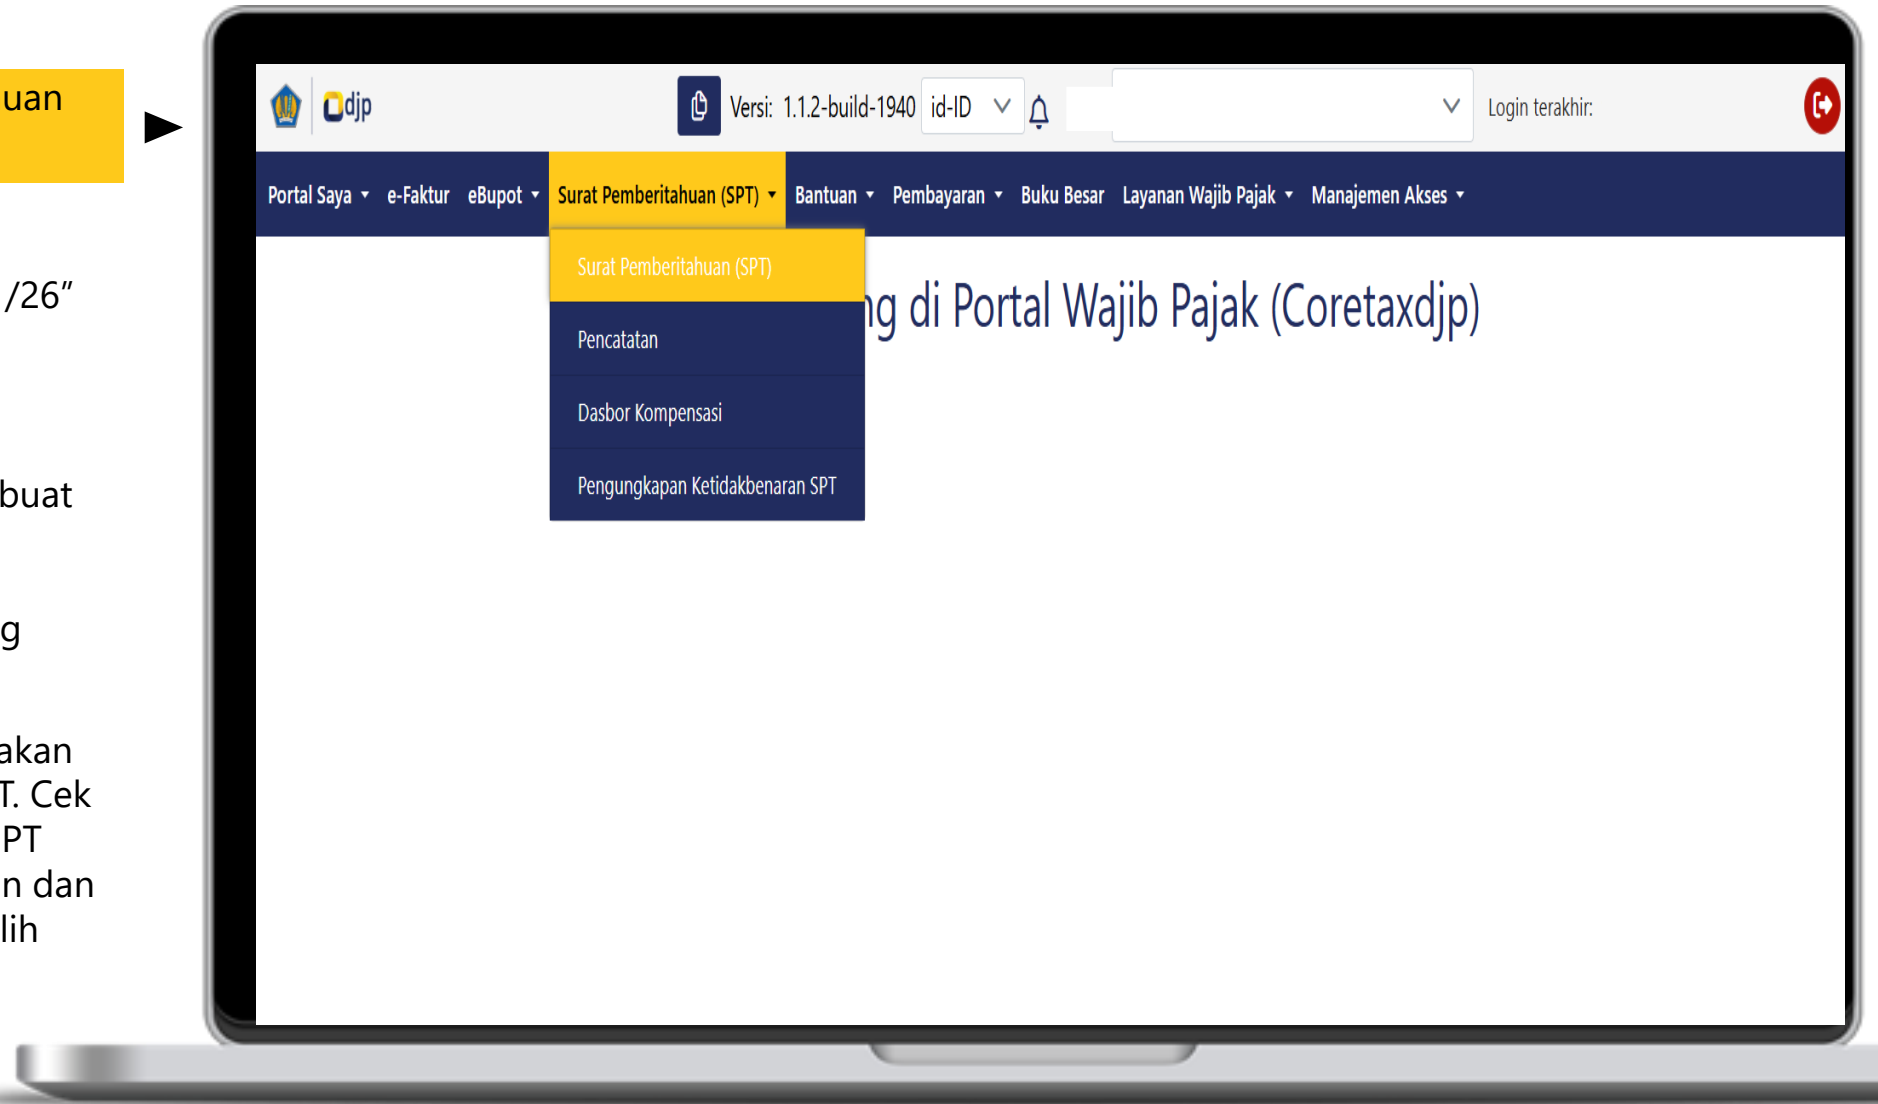 uan
/26”
buat
g
akan
T. Cek
PT
n dan
lih
djp
Versi: 1.1.2-build-1940
id-ID
Login terakhir:
Portal Saya
e-Faktur
eBupot
Surat Pemberitahuan (SPT)
Bantuan
Pembayaran
Buku Besar
Layanan Wajib Pajak
Manajemen Akses
Surat Pemberitahuan (SPT)
Pencatatan
Dasbor Kompensasi
Pengungkapan Ketidakbenaran SPT
ng di Portal Wajib Pajak (Coretaxdjp)